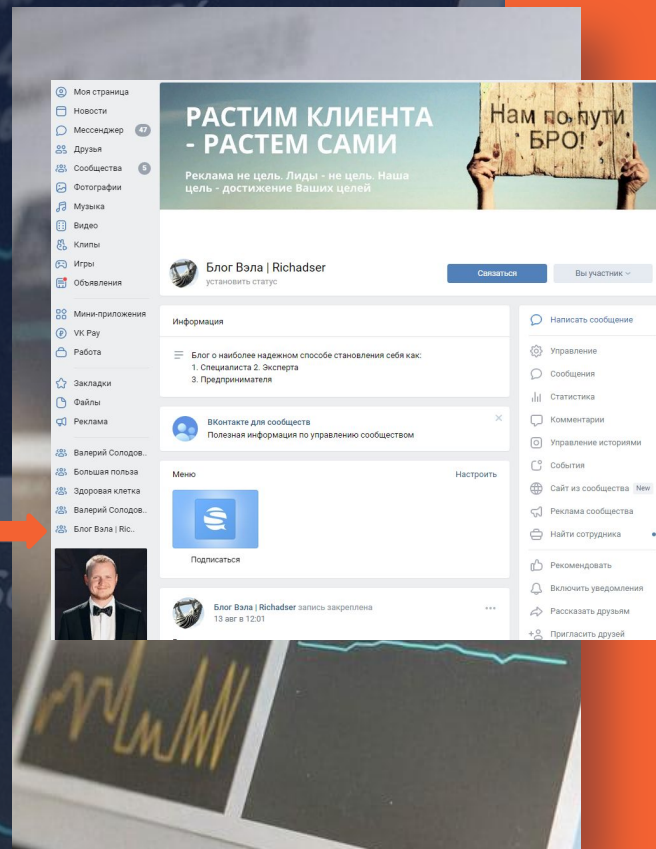 Моя страница
Новости
Мессенджер 47
Друзья
Сообщества 5
Фотографии
Музыка
Видео
Клипы
Игры
Объявления
Мини-приложения
VK Pay
Работа
Закладки
Файлы
Реклама
Валерий Солодов..
Большая польза
Здоровая клетка
Валерий Солодов..
Блог Вэла | Ric..
РАСТИМ КЛИЕНТА
- РАСТЕМ САМИ
Реклама не цель. Лиды - не цель. Наша
цель - достижение Ваших целей
Нам по пути
БРО!
Блог Вэла | Richadser
установить статус
Связаться
Вы участник
Информация
Блог о наиболее надежном способе становления себя как:
1. Специалиста 2. Эксперта
3. Предпринимателя
ВКонтакте для сообществ
Полезная информация по управлению сообществом
Меню
Настроить
Подписаться
Блог Вэла | Richadser запись закреплена
13 авг в 12:01
Написать сообщение
Управление
Сообщения
Статистика
Комментарии
Управление историями
События
Сайт из сообщества New
Реклама сообщества
Найти сотрудника
Рекомендовать
Включить уведомления
Рассказать друзьям
Пригласить друзей